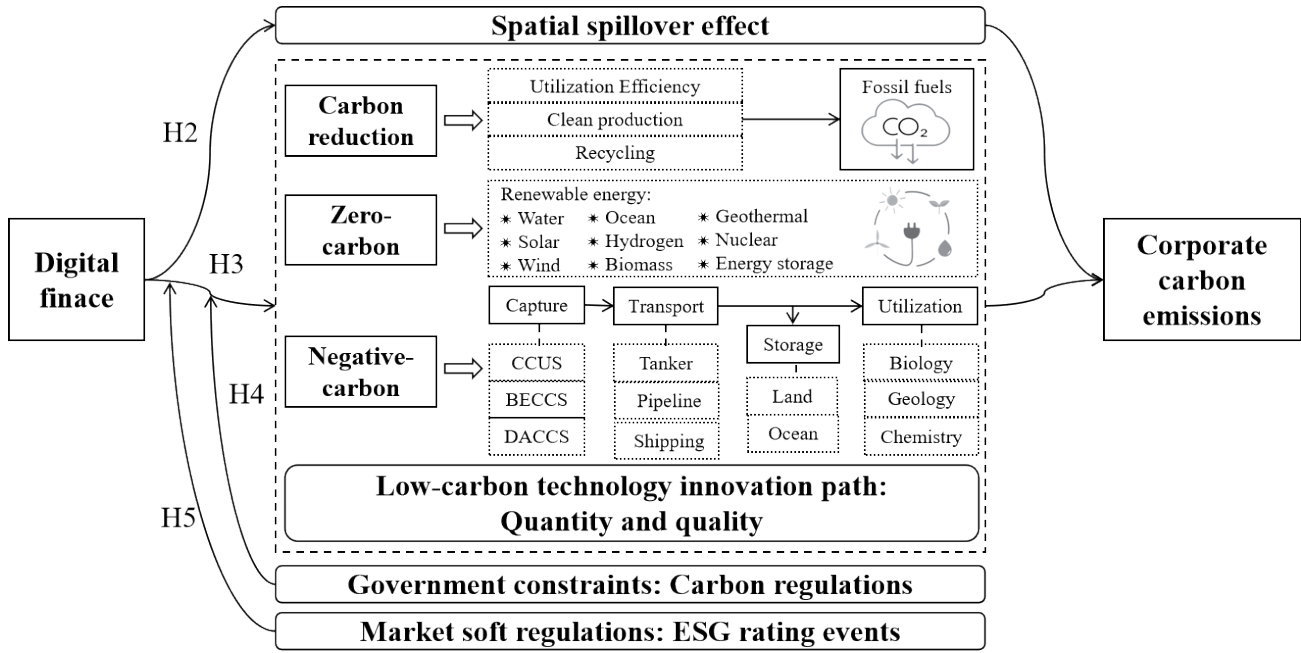 Spatial spillover effect
H2
Carbon
reduction
Utilization Efficiency
Clean production
Recycling
Fossil fuels
CO₂
Digital
finace
H3
Zero-
carbon
Renewable energy:
✴ Water ✴ Ocean ✴ Geothermal
✴ Solar ✴ Hydrogen ✴ Nuclear
✴ Wind ✴ Biomass ✴ Energy storage
Corporate
carbon
emissions
Negative-
carbon
Capture
CCUS
BECCS
DACCS
Transport
Tanker
Pipeline
Shipping
Storage
Land
Ocean
Utilization
Biology
Geology
Chemistry
H4
H5
Low-carbon technology innovation path:
Quantity and quality
Government constraints: Carbon regulations
Market soft regulations: ESG rating events